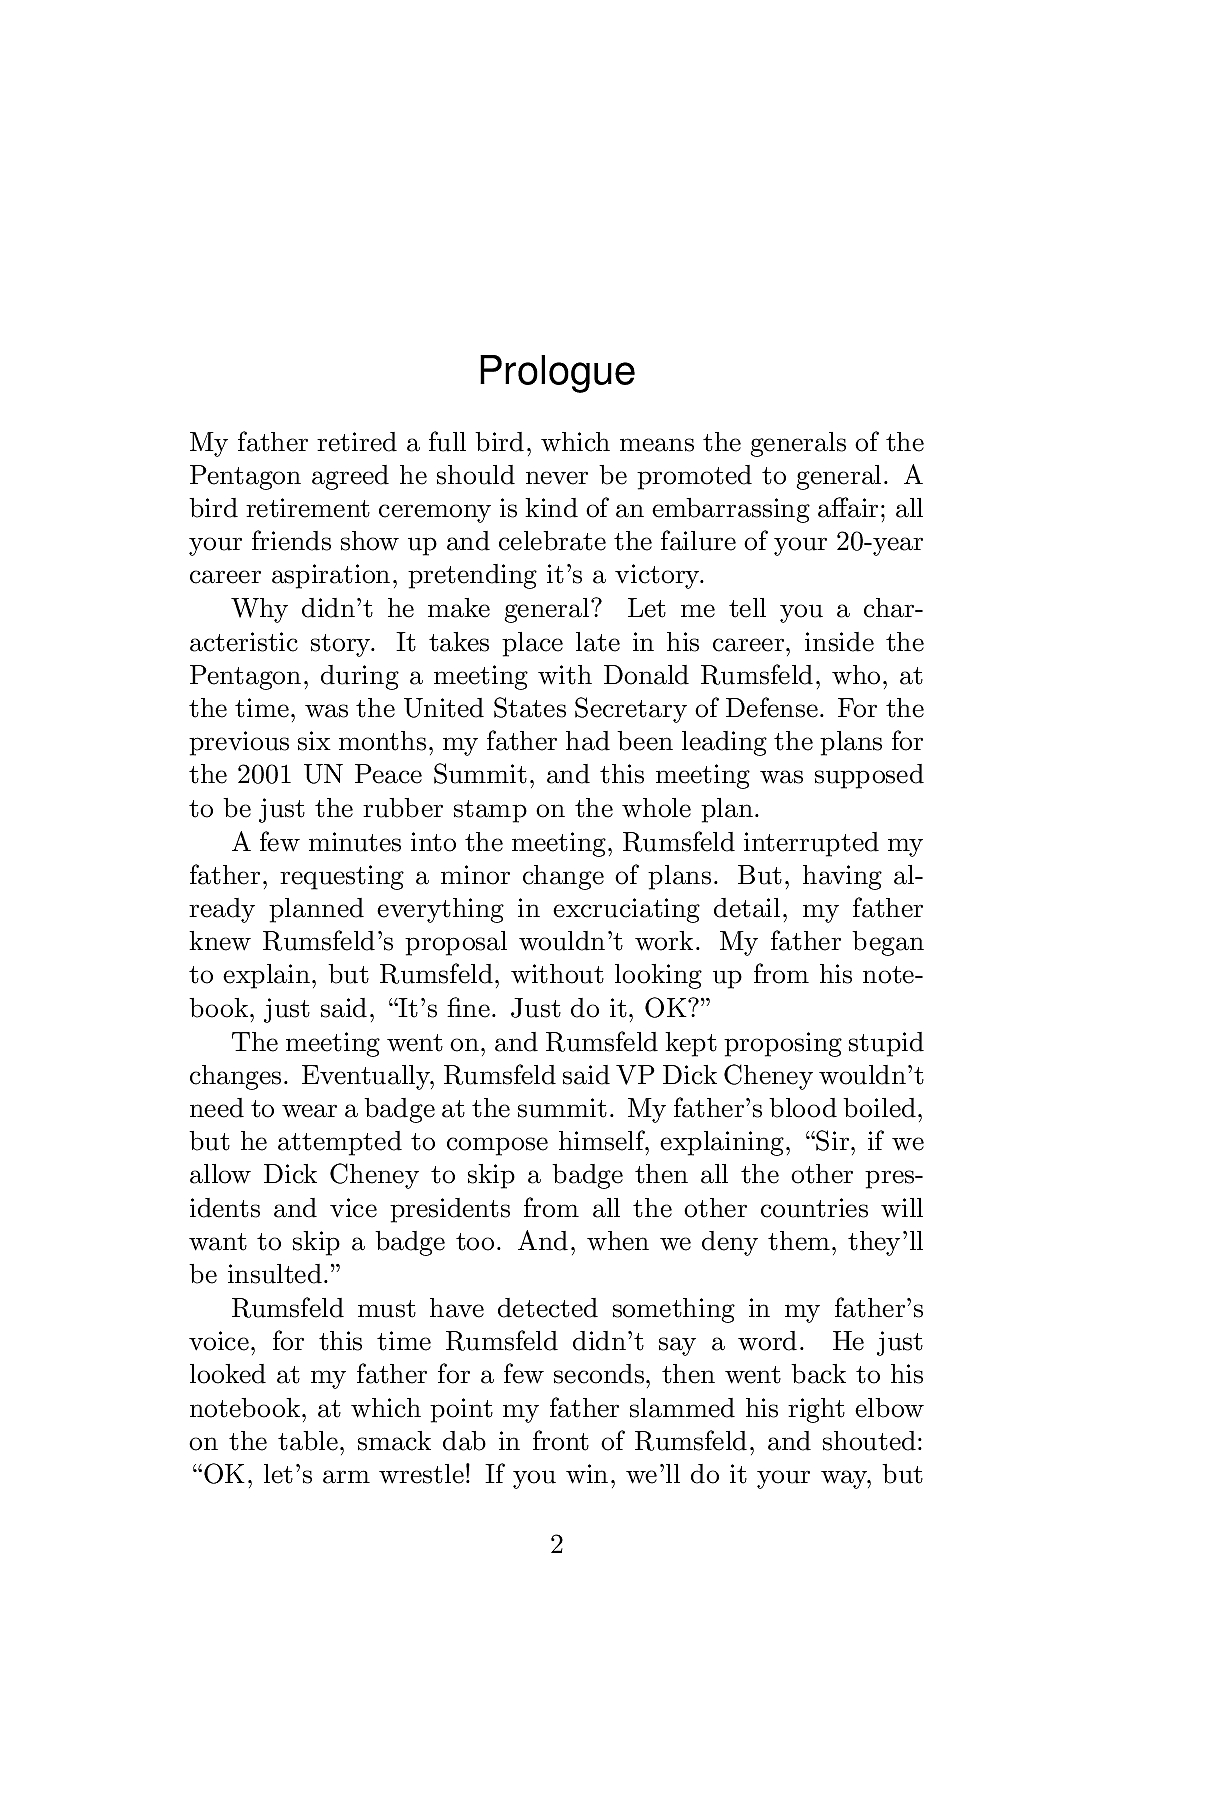 Prologue
My father retired a full bird, which means the generals of the
Pentagon agreed he should never be promoted to general. A
bird retirement ceremony is kind of an embarrassing affair; all
your friends show up and celebrate the failure of your 20-year
career aspiration, pretending it’s a victory.
Why didn’t he make general? Let me tell you a char-
acteristic story. It takes place late in his career, inside the
Pentagon, during a meeting with Donald Rumsfeld, who, at
the time, was the United States Secretary of Defense. For the
previous six months, my father had been leading the plans for
the 2001 UN Peace Summit, and this meeting was supposed
to be just the rubber stamp on the whole plan.
A few minutes into the meeting, Rumsfeld interrupted my
father, requesting a minor change of plans. But, having al-
ready planned everything in excruciating detail, my father
knew Rumsfeld’s proposal wouldn’t work. My father began
to explain, but Rumsfeld, without looking up from his note-
book, just said, “It’s fine. Just do it, OK?”
The meeting went on, and Rumsfeld kept proposing stupid
changes. Eventually, Rumsfeld said VP Dick Cheney wouldn’t
need to wear a badge at the summit. My father’s blood boiled,
but he attempted to compose himself, explaining, “Sir, if we
allow Dick Cheney to skip a badge then all the other pres-
idents and vice presidents from all the other countries will
want to skip a badge too. And, when we deny them, they’ll
be insulted.”
Rumsfeld must have detected something in my father’s
voice, for this time Rumsfeld didn’t say a word. He just
looked at my father for a few seconds, then went back to his
notebook, at which point my father slammed his right elbow
on the table, smack dab in front of Rumsfeld, and shouted:
“OK, let’s arm wrestle! If you win, we’ll do it your way, but
2